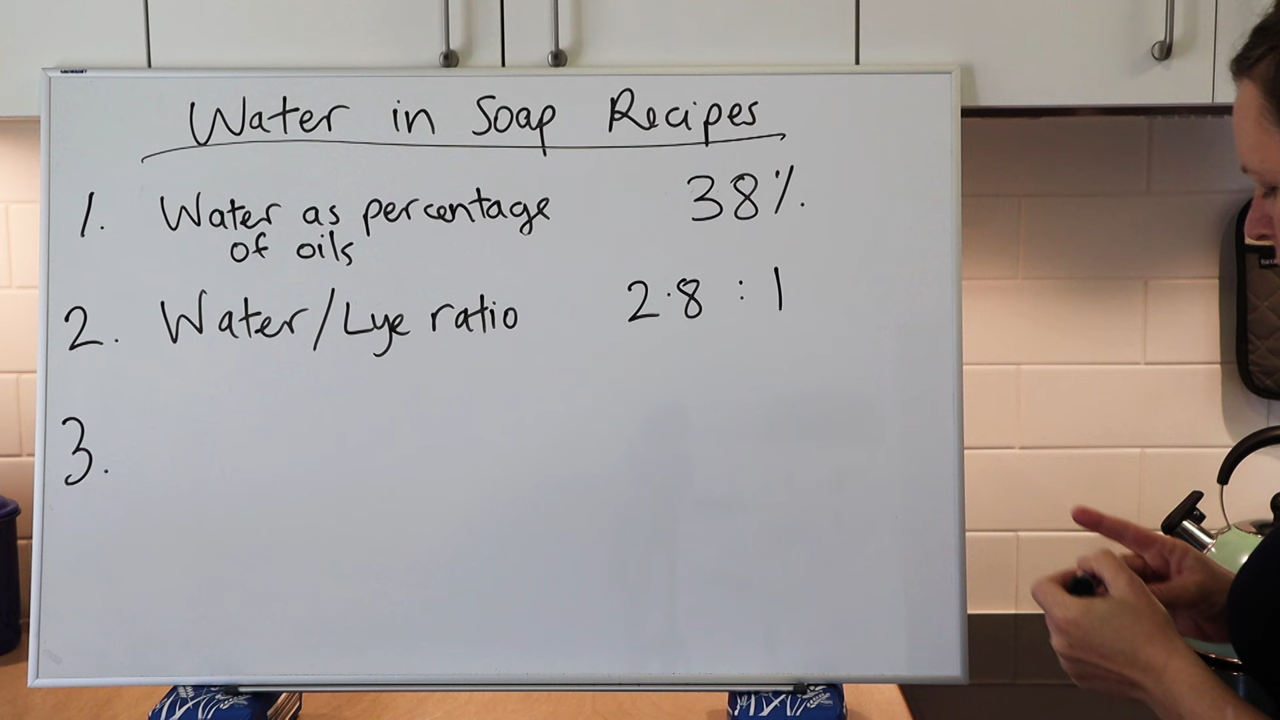 Water in Soap Recipes
1. Water as percentage 38%
of oils
2. Water/Lye ratio 2.8 : 1
3.